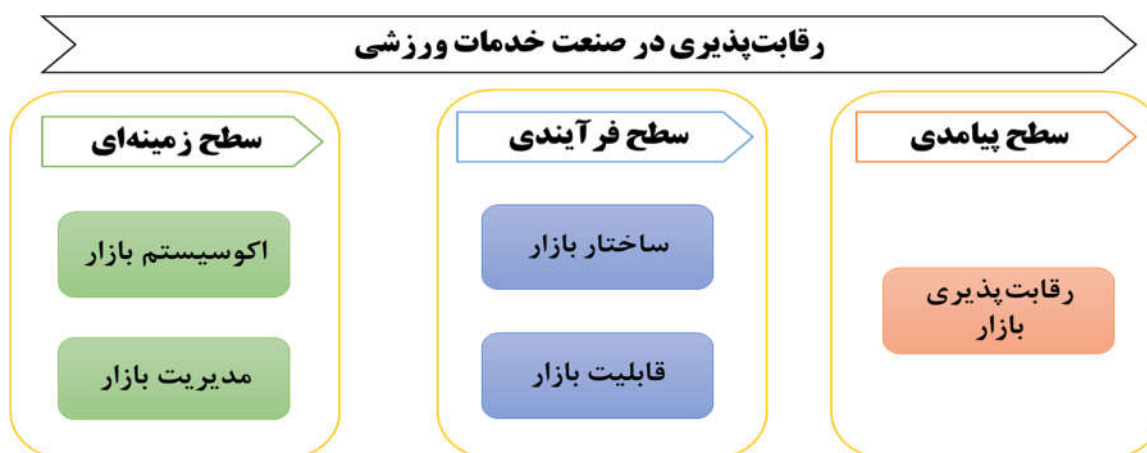 رقابت‌پذیری در صنعت خدمات ورزشی
سطح زمینه‌ای
اکوسیستم بازار
مدیریت بازار
سطح فرآیندی
ساختار بازار
قابلیت بازار
سطح پیامدی
رقابت‌پذیری
بازار